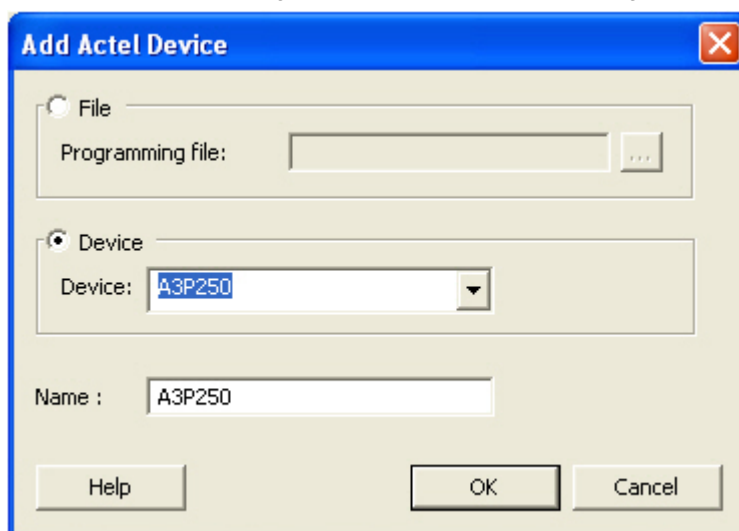 Add Actel Device
File
Programming file:
...
Device
Device: A3P250
Name : A3P250
Help OK Cancel